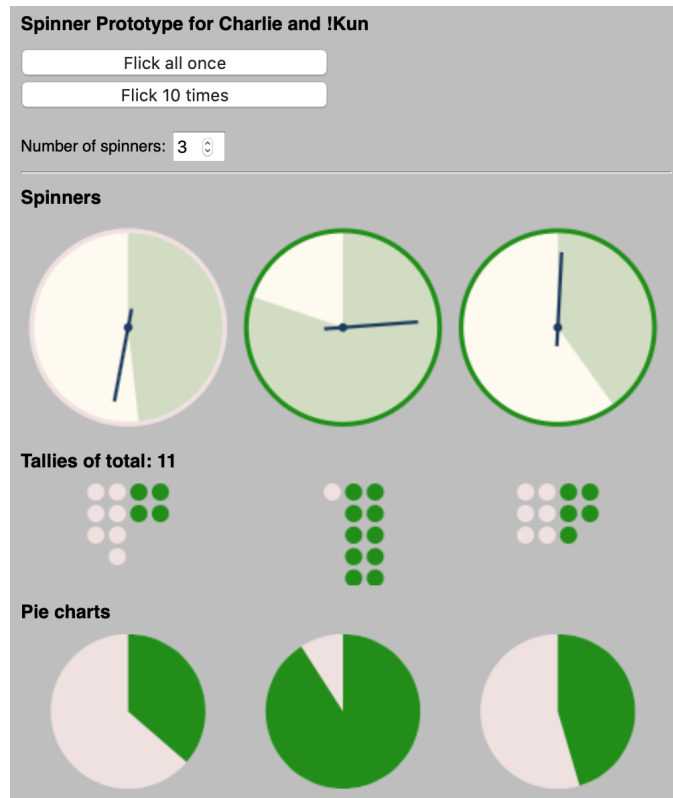 Spinner Prototype for Charlie and !Kun
Flick all once
Flick 10 times
Number of spinners: 3
Spinners
Tallies of total: 11
Pie charts